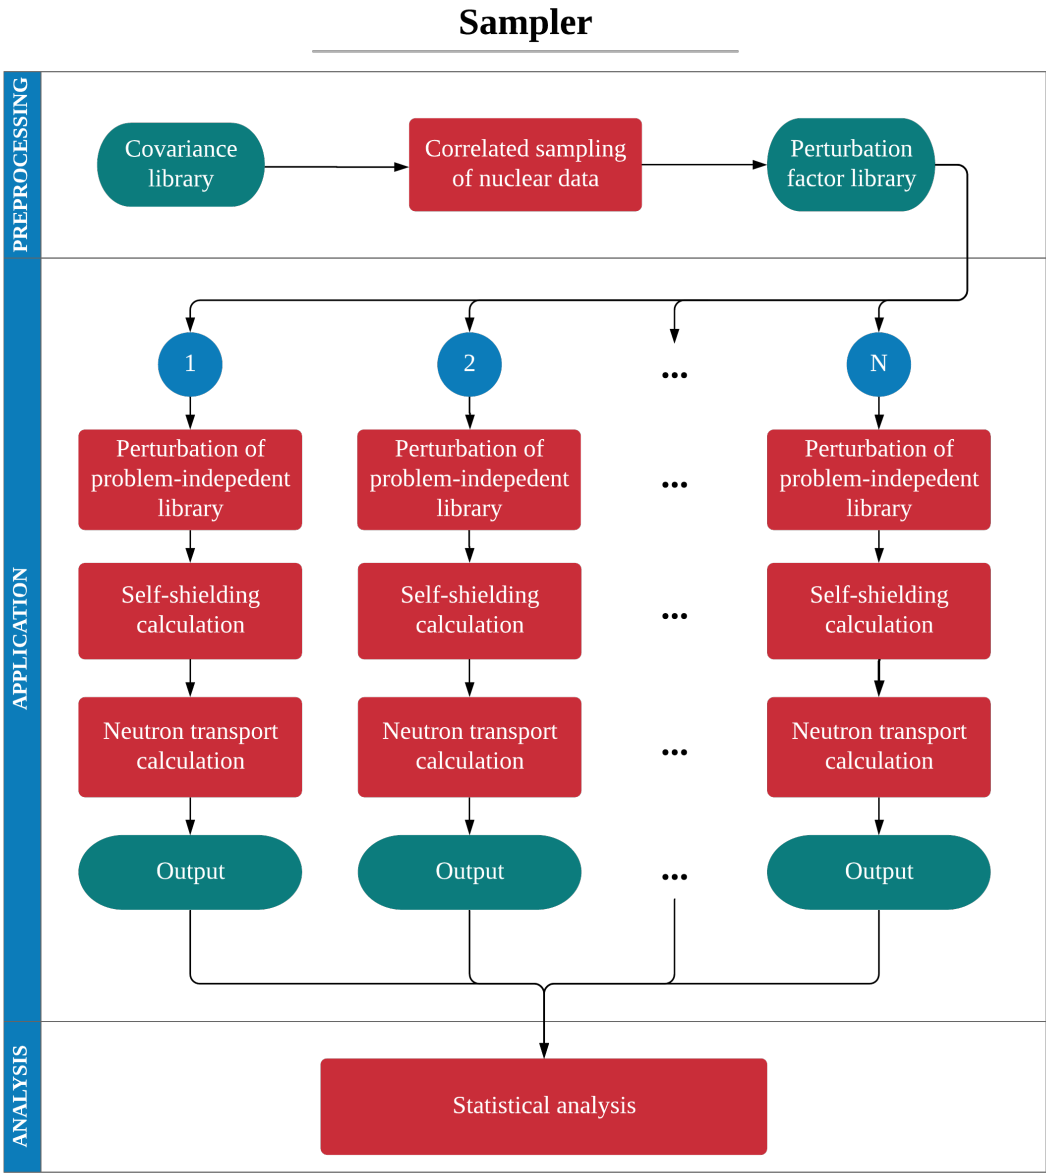 Sampler
PREPROCESSING
Covariance
library
Correlated sampling
of nuclear data
Perturbation
factor library
APPLICATION
1
2
...
N
Perturbation of
problem-indepedent
library
Perturbation of
problem-indepedent
library
...
Perturbation of
problem-indepedent
library
Self-shielding
calculation
Self-shielding
calculation
...
Self-shielding
calculation
Neutron transport
calculation
Neutron transport
calculation
...
Neutron transport
calculation
Output
Output
...
Output
ANALYSIS
Statistical analysis